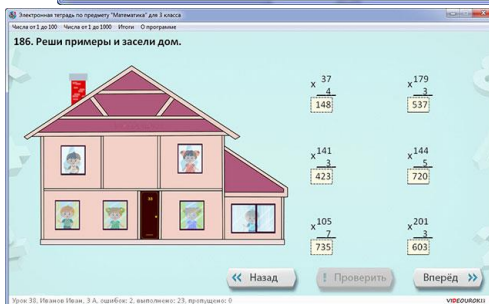 Электронная тетрадь по предмету "Математика" для 3 класса
Числа от 1 до 100 Числа от 1 до 1000 Итоги О программе
186. Реши примеры и засели дом.
x 37
4
148
x 179
3
537
x 141
3
423
x 144
5
720
x 105
7
735
x 201
3
603
Назад
! Проверить
Вперёд
Урок 38, Иванов Иван, 3 А, ошибок: 2, выполнено: 23, пропущено: 0
VIDEOUROKI